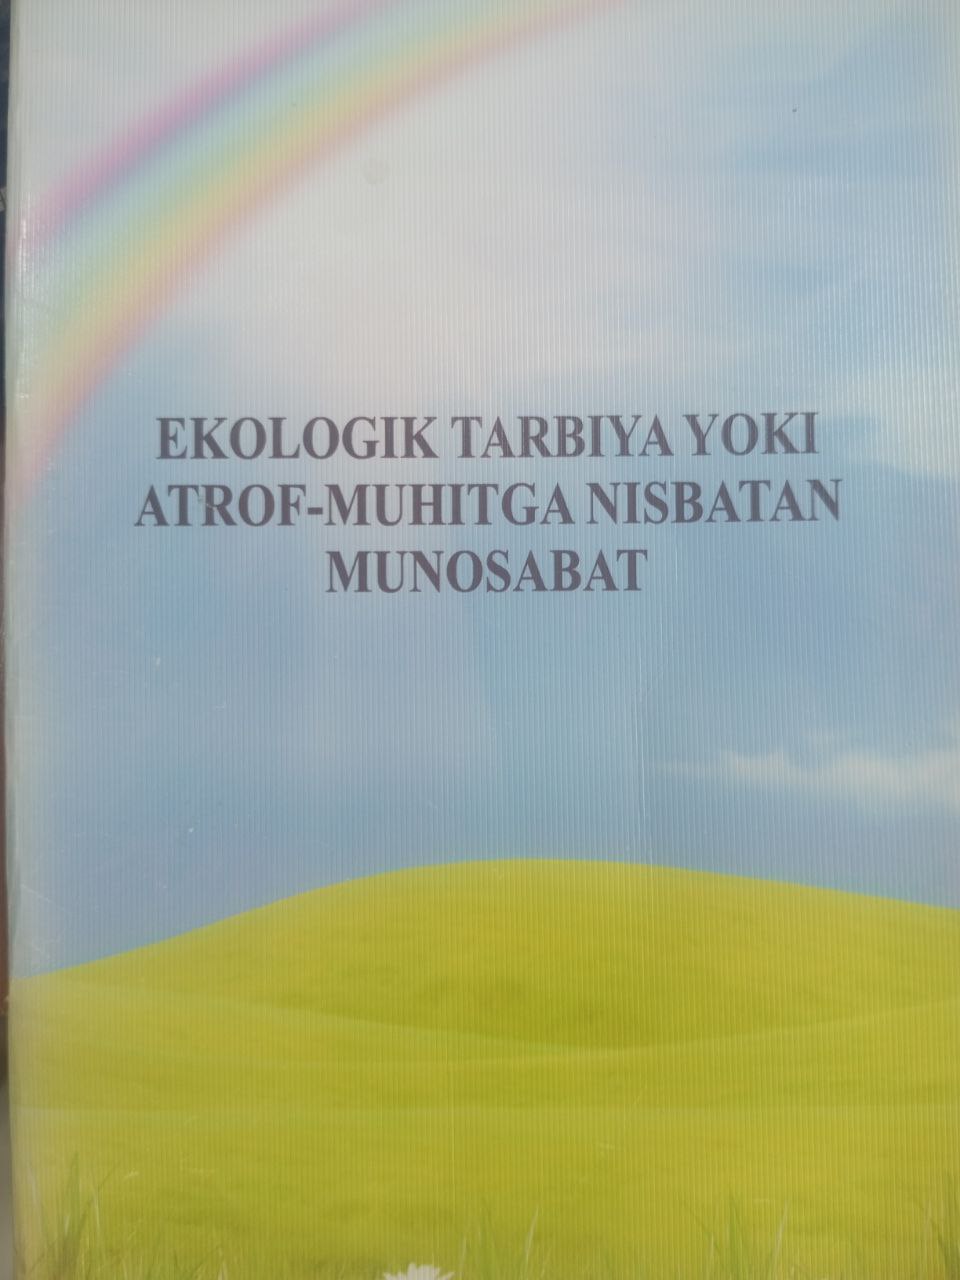 EKOLOGIK TARBIYA YOKI
ATROF-MUHITGA NISBATAN
MUNOSABAT